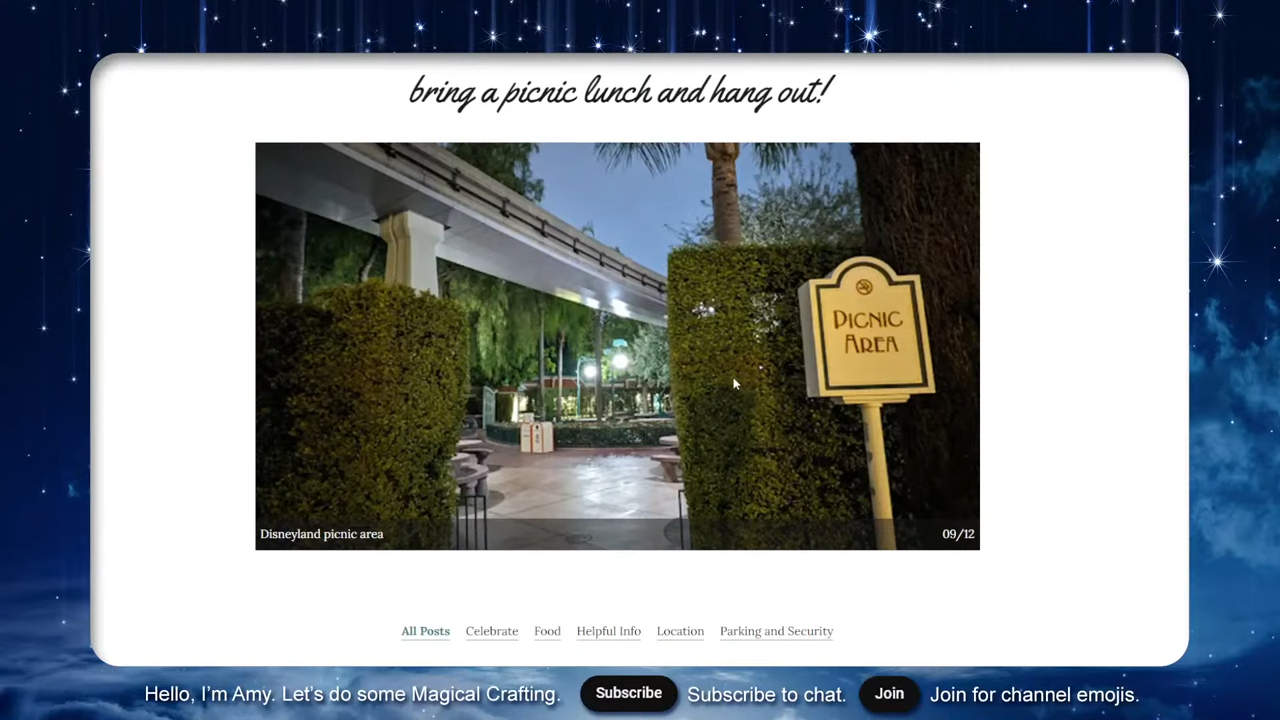 bring a picnic lunch and hang out!
PICNIC
AREA
Disneyland picnic area
09/12
All Posts
Celebrate
Food
Helpful Info
Location
Parking and Security
Hello, I'm Amy. Let's do some Magical Crafting.
Subscribe
Subscribe to chat.
Join
Join for channel emojis.